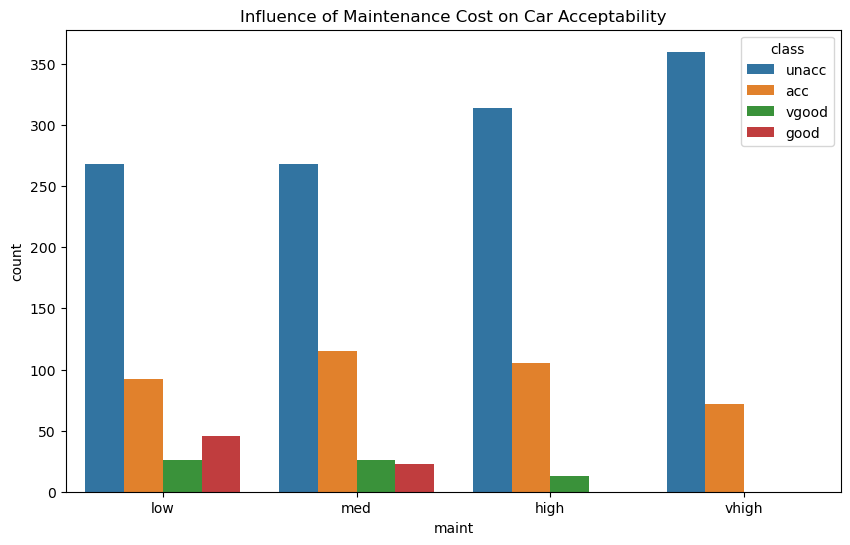 Influence of Maintenance Cost on Car Acceptability
class
unacc
acc
vgood
good
350
300
250
200
150
100
50
0
count
low med high vhigh
maint